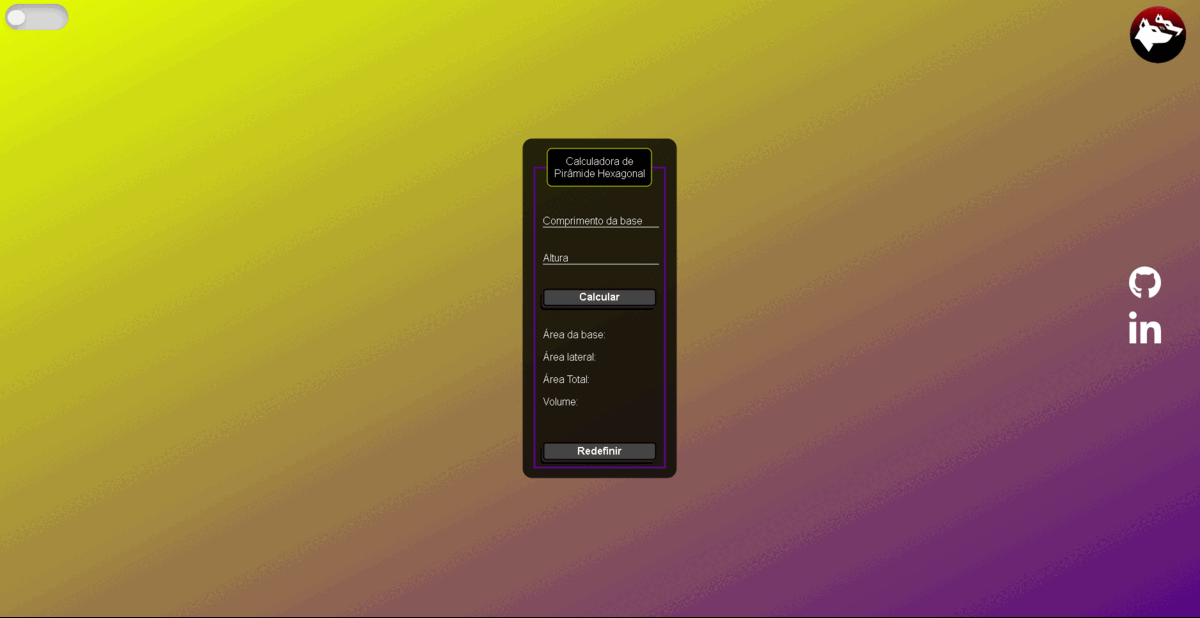 Calculadora de
Pirâmide Hexagonal
Comprimento da base
Altura
Calcular
Área da base:
Área lateral:
Área Total:
Volume:
Redefinir
in